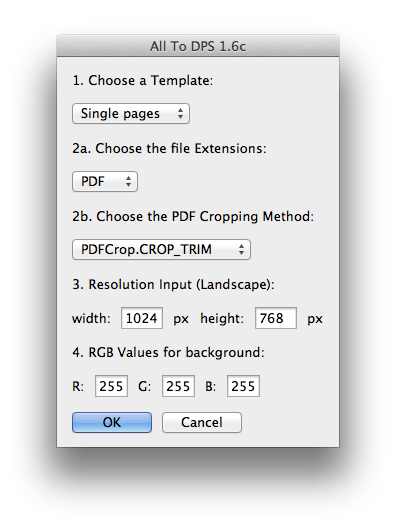 All To DPS 1.6c
1. Choose a Template:
Single pages
2a. Choose the file Extensions:
PDF
2b. Choose the PDF Cropping Method:
PDFCrop.CROP_TRIM
3. Resolution Input (Landscape):
width: 1024 px height: 768 px
4. RGB Values for background:
R: 255 G: 255 B: 255
OK Cancel